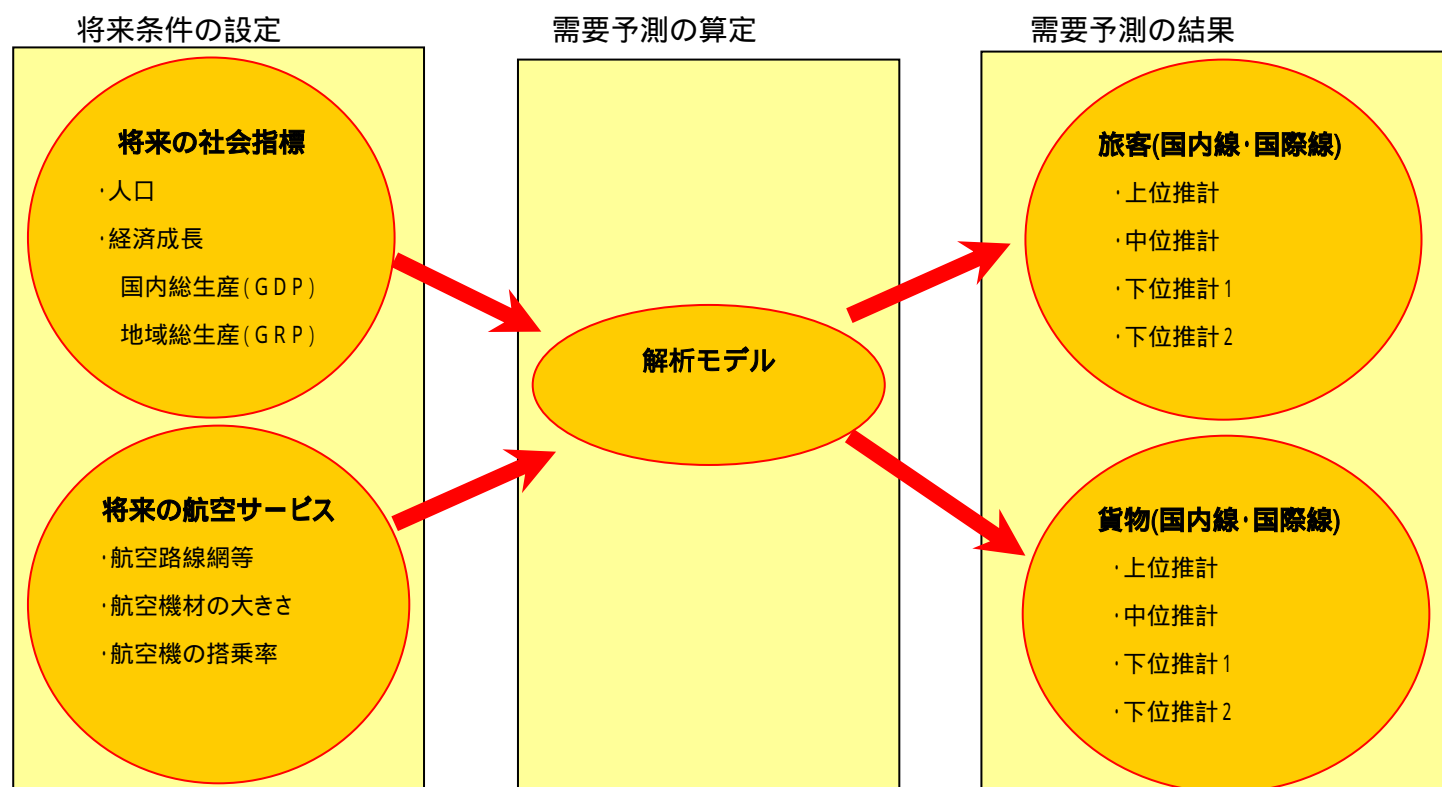 将来条件の設定
将来の社会指標
・人口
・経済成長
国内総生産(GDP)
地域総生産(GRP)
将来の航空サービス
・航空路線網等
・航空機材の大きさ
・航空機の搭乗率
需要予測の算定
解析モデル
需要予測の結果
旅客(国内線・国際線)
・上位推計
・中位推計
・下位推計1
・下位推計2
貨物(国内線・国際線)
・上位推計
・中位推計
・下位推計1
・下位推計2